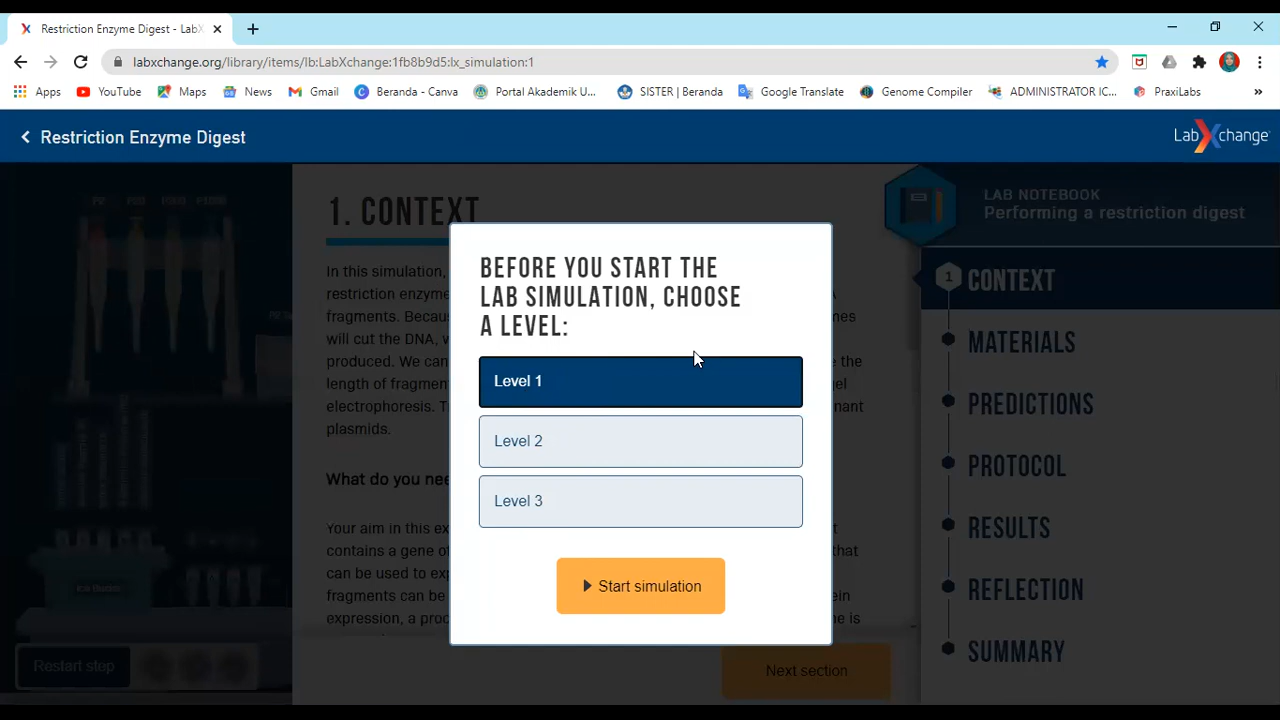 Restriction Enzyme Digest - LabX
labxchange.org/library/items/lb:LabXchange:1fb8b9d5:lx_simulation:1
Apps YouTube Maps News Gmail Beranda - Canva Portal Akademik U... SISTER | Beranda Google Translate Genome Compiler ADMINISTRATOR IC... PraxiLabs »
Restriction Enzyme Digest
LabXchange
1. CONTEXT
In this simulation,
restriction enzyme
fragments. Becau
will cut the DNA, w
produced. We can
length of fragmen
electrophoresis. T
plasmids.
What do you nee
Your aim in this ex
contains a gene of
can be used to exp
fragments can be
expression, a proc
BEFORE YOU START THE
LAB SIMULATION, CHOOSE
A LEVEL:
Level 1
Level 2
Level 3
Start simulation
Restart step
Next section
LAB NOTEBOOK
Performing a restriction digest
1 CONTEXT
MATERIALS
PREDICTIONS
PROTOCOL
RESULTS
REFLECTION
SUMMARY